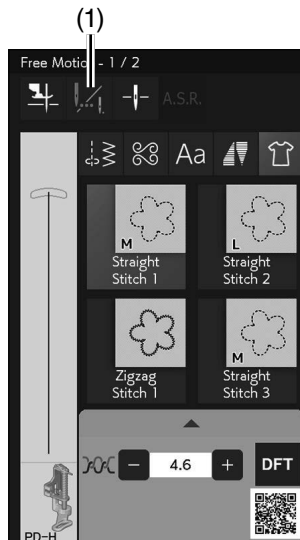 (1)
Free Motion - 1 / 2
A.S.R.
Aa
M
L
Straight
Stitch 1
Straight
Stitch 2
M
Zigzag
Stitch 1
Straight
Stitch 3
4.6
DFT
PD-H